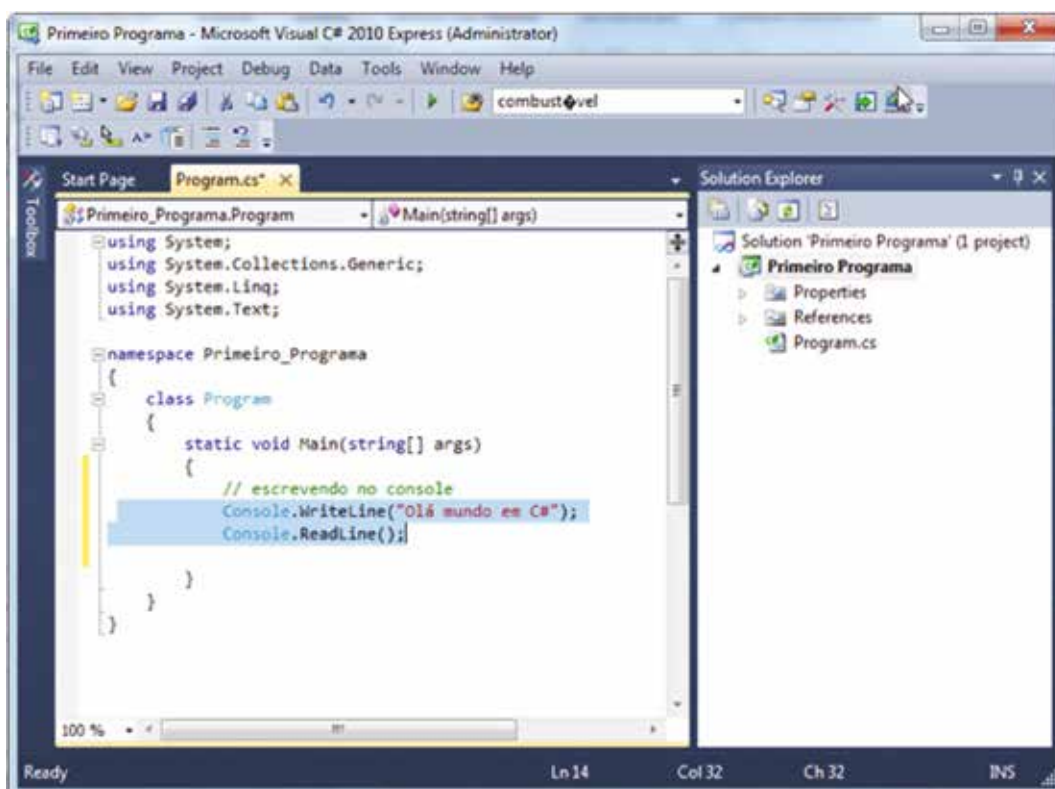 Primeiro Programa - Microsoft Visual C# 2010 Express (Administrator)
File Edit View Project Debug Data Tools Window Help
combust�vel
Toolbox
Start Page Program.cs* X
Primeiro_Programa.Program Main(string[] args)
using System;
using System.Collections.Generic;
using System.Linq;
using System.Text;
namespace Primeiro_Programa
{
class Program
{
static void Main(string[] args)
{
// escrevendo no console
Console.WriteLine("Olá mundo em C#");
Console.ReadLine();
}
}
}
100 %
Solution Explorer
Solution 'Primeiro Programa' (1 project)
Primeiro Programa
Properties
References
Program.cs
Ready Ln 14 Col 32 Ch 32 INS